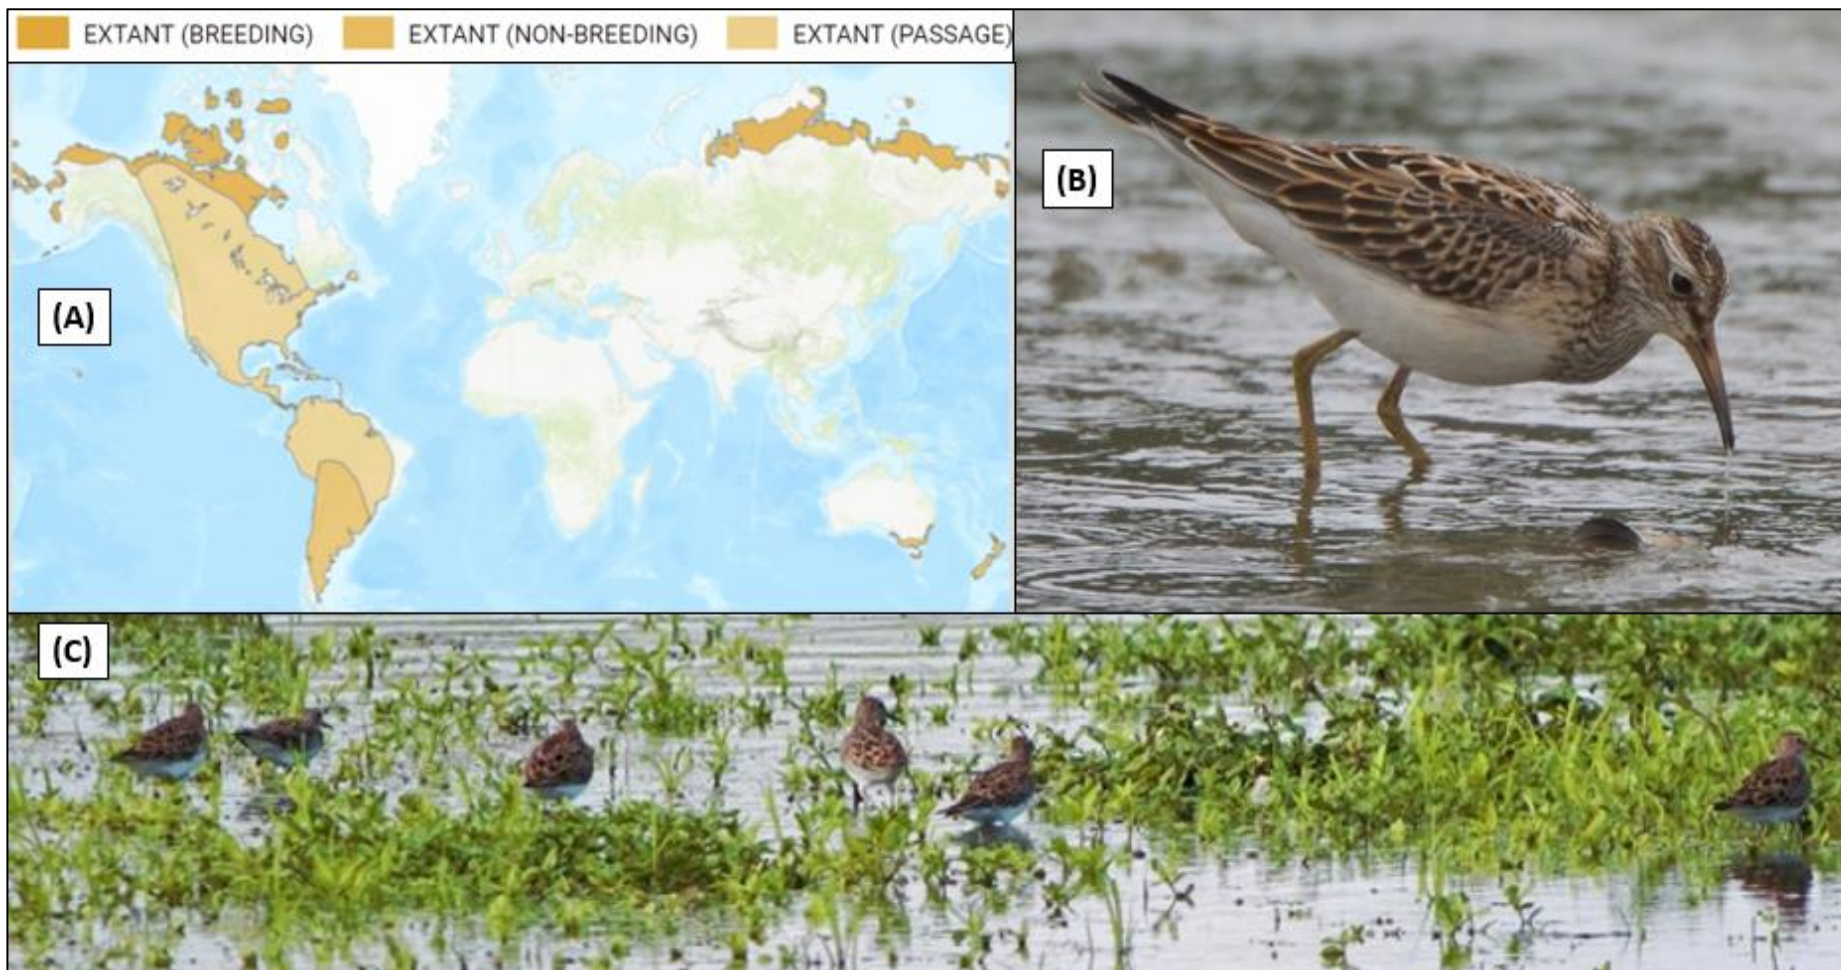 EXTANT (BREEDING) EXTANT (NON-BREEDING) EXTANT (PASSAGE)
(A)
(B)
(C)